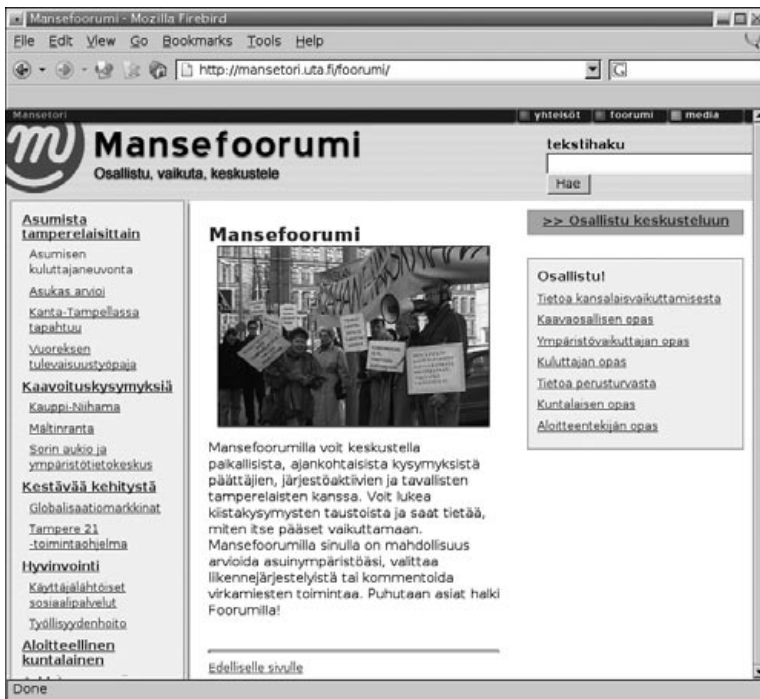 Mansefoorumi - Mozilla Firebird
File Edit View Go Bookmarks Tools Help
http://mansetori.uta.fi/foorumi/
G
Mansetori
yhteisöt foorumi media
m
Mansefoorumi
Osallistu, vaikuta, keskustele
tekstihaku
Hae
Asumista
tamperelaisittain
Asumisen
kuluttajaneuvonta
Asukas arvioi
Kanta-Tampellassa
tapahtuu
Vuoreksen
tulevaisuustyöpaja
Kaavoituskysymyksiä
Kauppi-Niihama
Mältinranta
Sorin aukio ja
ympäristötietokeskus
Kestävää kehitystä
Globalisaatiomarkkinat
Tampere 21
-toimintaohjelma
Hyvinvointi
Käyttäjälähtöiset
sosiaalipalvelut
Työllisyydenhoito
Aloitteellinen
kuntalainen
Mansefoorumi
Mansefoorumilla voit keskustella
paikallisista, ajankohtaisista kysymyksistä
päättäjien, järjestöaktiivien ja tavallisten
tamperelaisten kanssa. Voit lukea
kiistakysymysten taustoista ja saat tietää,
miten itse pääset vaikuttamaan.
Mansefoorumilla sinulla on mahdollisuus
arvioida asuinympäristöäsi, valittaa
liikennejärjestelyistä tai kommentoida
virkamiesten toimintaa. Puhutaan asiat halki
Foorumilla!
Edelliselle sivulle
>> Osallistu keskusteluun
Osallistu!
Tietoa kansalaisvaikuttamisesta
Kaavaosallisen opas
Ympäristövaikuttajan opas
Kuluttajan opas
Tietoa perusturvasta
Kuntalaisen opas
Aloitteentekijän opas
Done